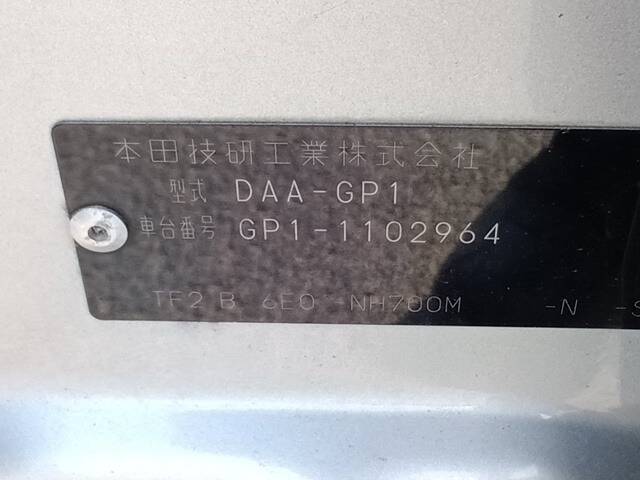 本田技研工業株式会社
型式 DAA-GP1
車台番号 GP1-1102964
TF2 B 6E0 -NH700M -N -S